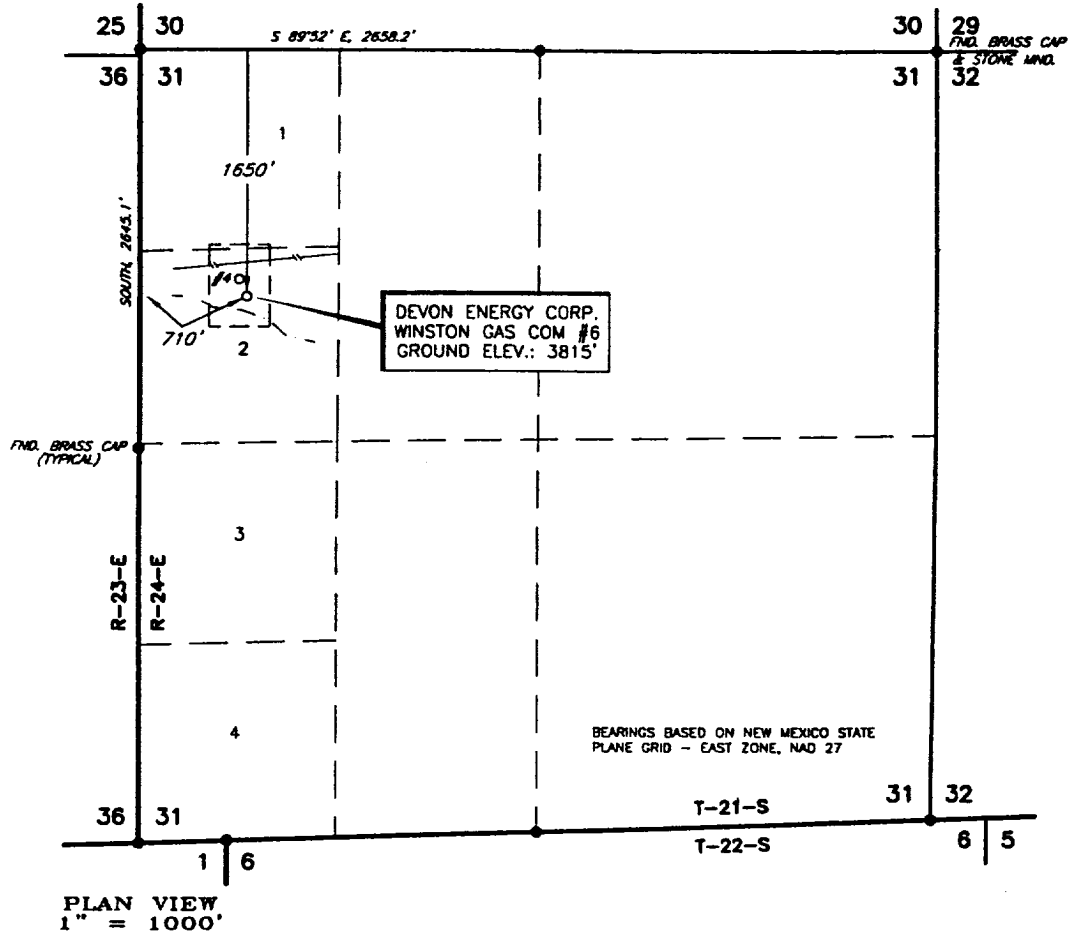 25 30
30 29
S 89°52' E, 2658.2'
FND. BRASS CAP
& STONE MND.
36 31
31 32
1
1650'
SOUTH, 2645.1'
#4
710'
2
DEVON ENERGY CORP.
WINSTON GAS COM #6
GROUND ELEV.: 3815'
FND. BRASS CAP
(TYPICAL)
3
R-23-E
R-24-E
4
BEARINGS BASED ON NEW MEXICO STATE
PLANE GRID - EAST ZONE, NAD 27
36 31
31 32
T-21-S
T-22-S
1 6
6 5
PLAN VIEW
1" = 1000'